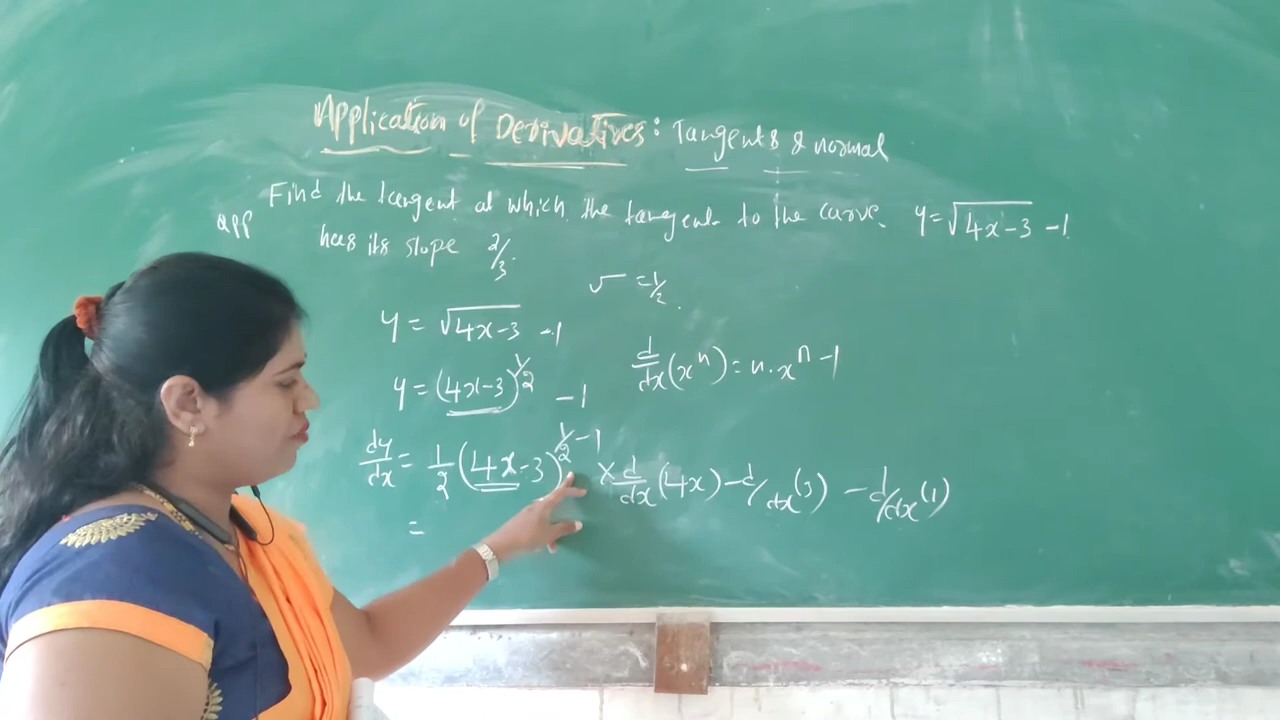 Application of Derivatives: Tangents & normal
Find the tangent at which the tangent to the curve. y = √4x-3 -1
app has its slope 2/3.
√ = 1/2.
y = √4x-3 -1
y = (4x-3)^1/2 -1
d/dx(x^n) = n·x^n-1
dy/dx = 1/2 (4x-3)^1/2-1 × d/dx (4x) - d/dx(3) - d/dx(1)
=